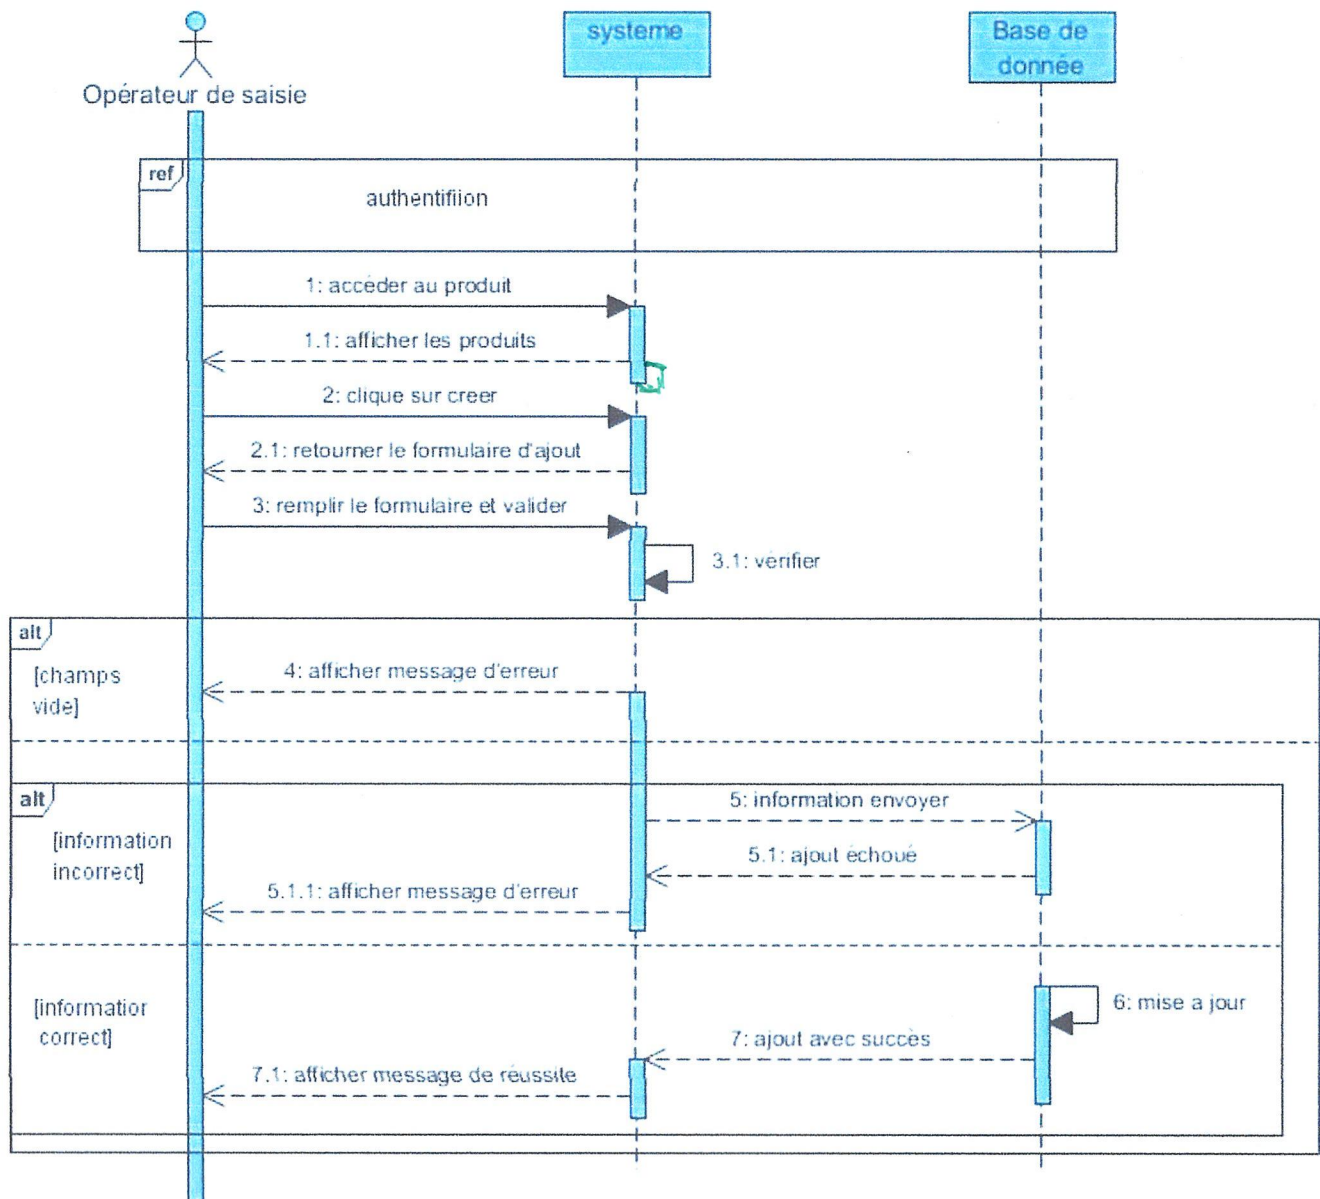 systeme
Base de
donnée
Opérateur de saisie
ref
authentifiion
1: accéder au produit
1.1: afficher les produits
2: clique sur creer
2.1: retourner le formulaire d'ajout
3: remplir le formulaire et valider
3.1: vérifier
alt
[champs
vide]
4: afficher message d'erreur
alt
[information
incorrect]
5: information envoyer
5.1: ajout échoué
5.1.1: afficher message d'erreur
[information
correct]
6: mise a jour
7: ajout avec succès
7.1: afficher message de réussite